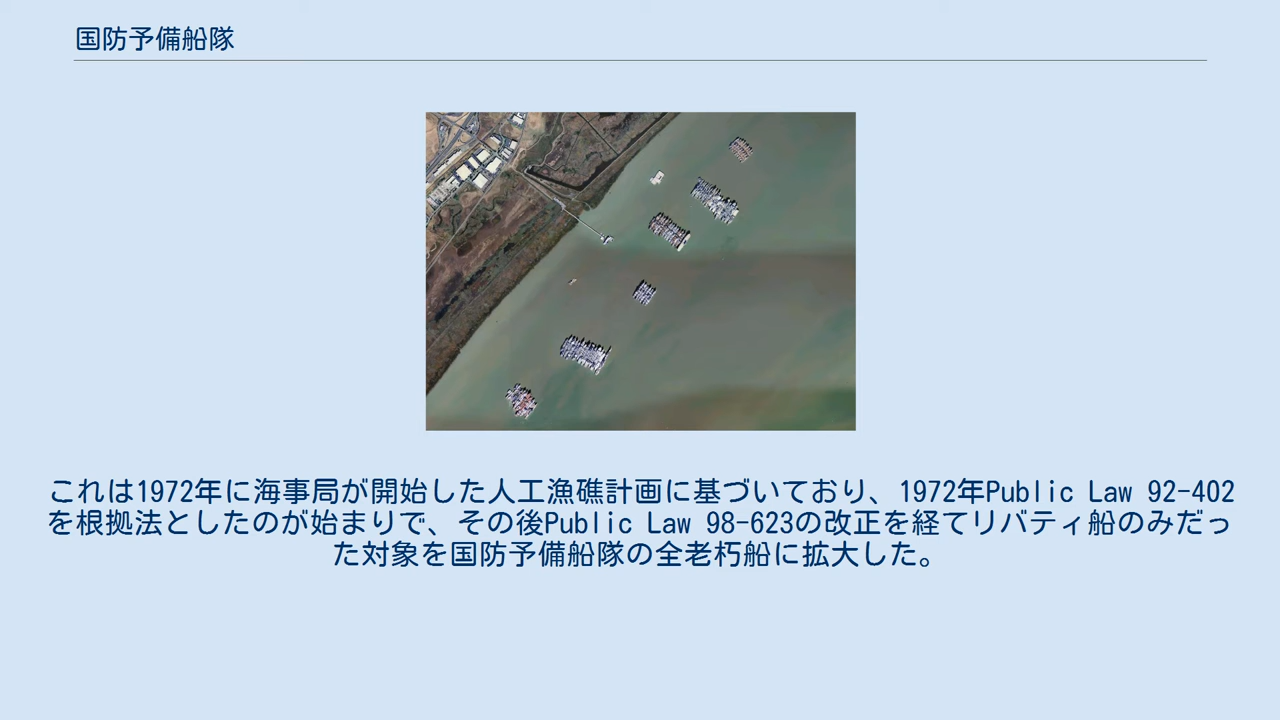 国防予備船隊
これは1972年に海事局が開始した人工漁礁計画に基づいており、1972年Public Law 92-402
を根拠法としたのが始まりで、その後Public Law 98-623の改正を経てリバティ船のみだっ
た対象を国防予備船隊の全老朽船に拡大した。